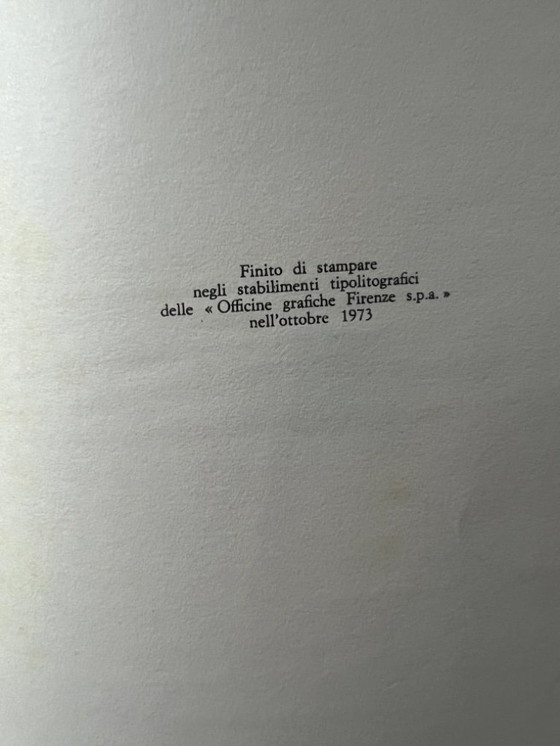 Finito di stampare
negli stabilimenti tipolitografici
delle « Officine grafiche Firenze s.p.a. »
nell'ottobre 1973